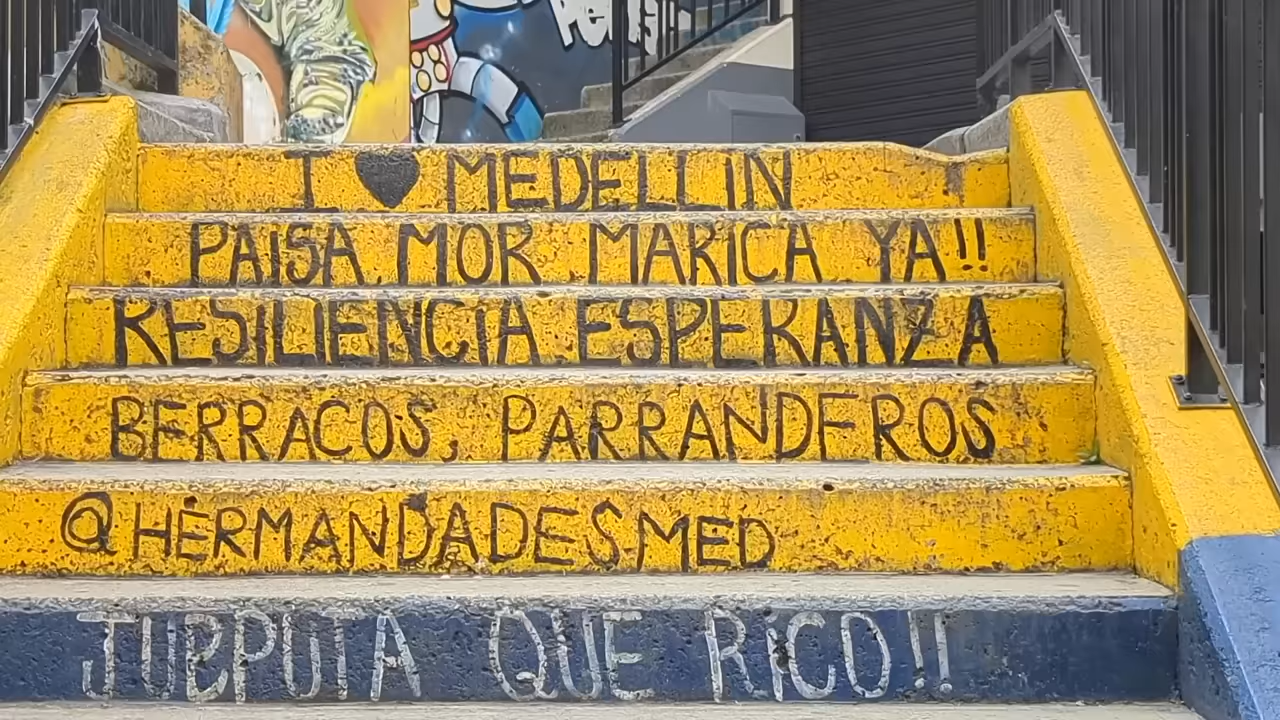 I ♥ MEDELLIN
PAISA, MOR, MARICA YA!!
RESILIENCIA ESPERANZA
BERRACOS, PARRANDEROS
@HERMANDADESMED
JUEPUTA QUE RICO!!